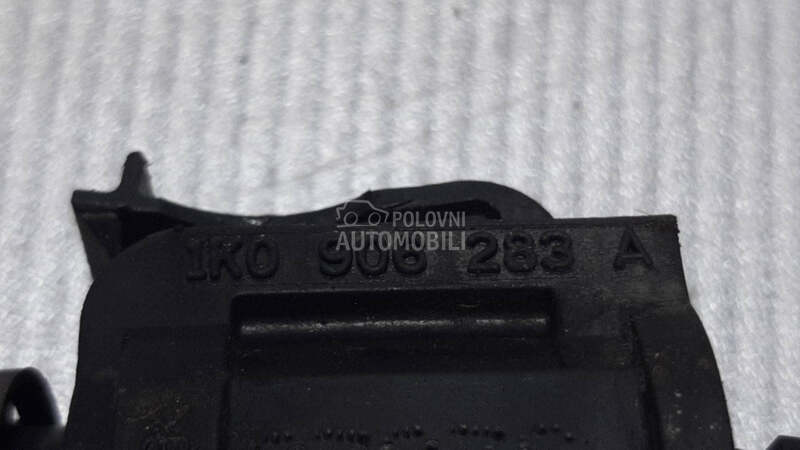 POLOVNI
AUTOMOBILI
1K0 906 283 A